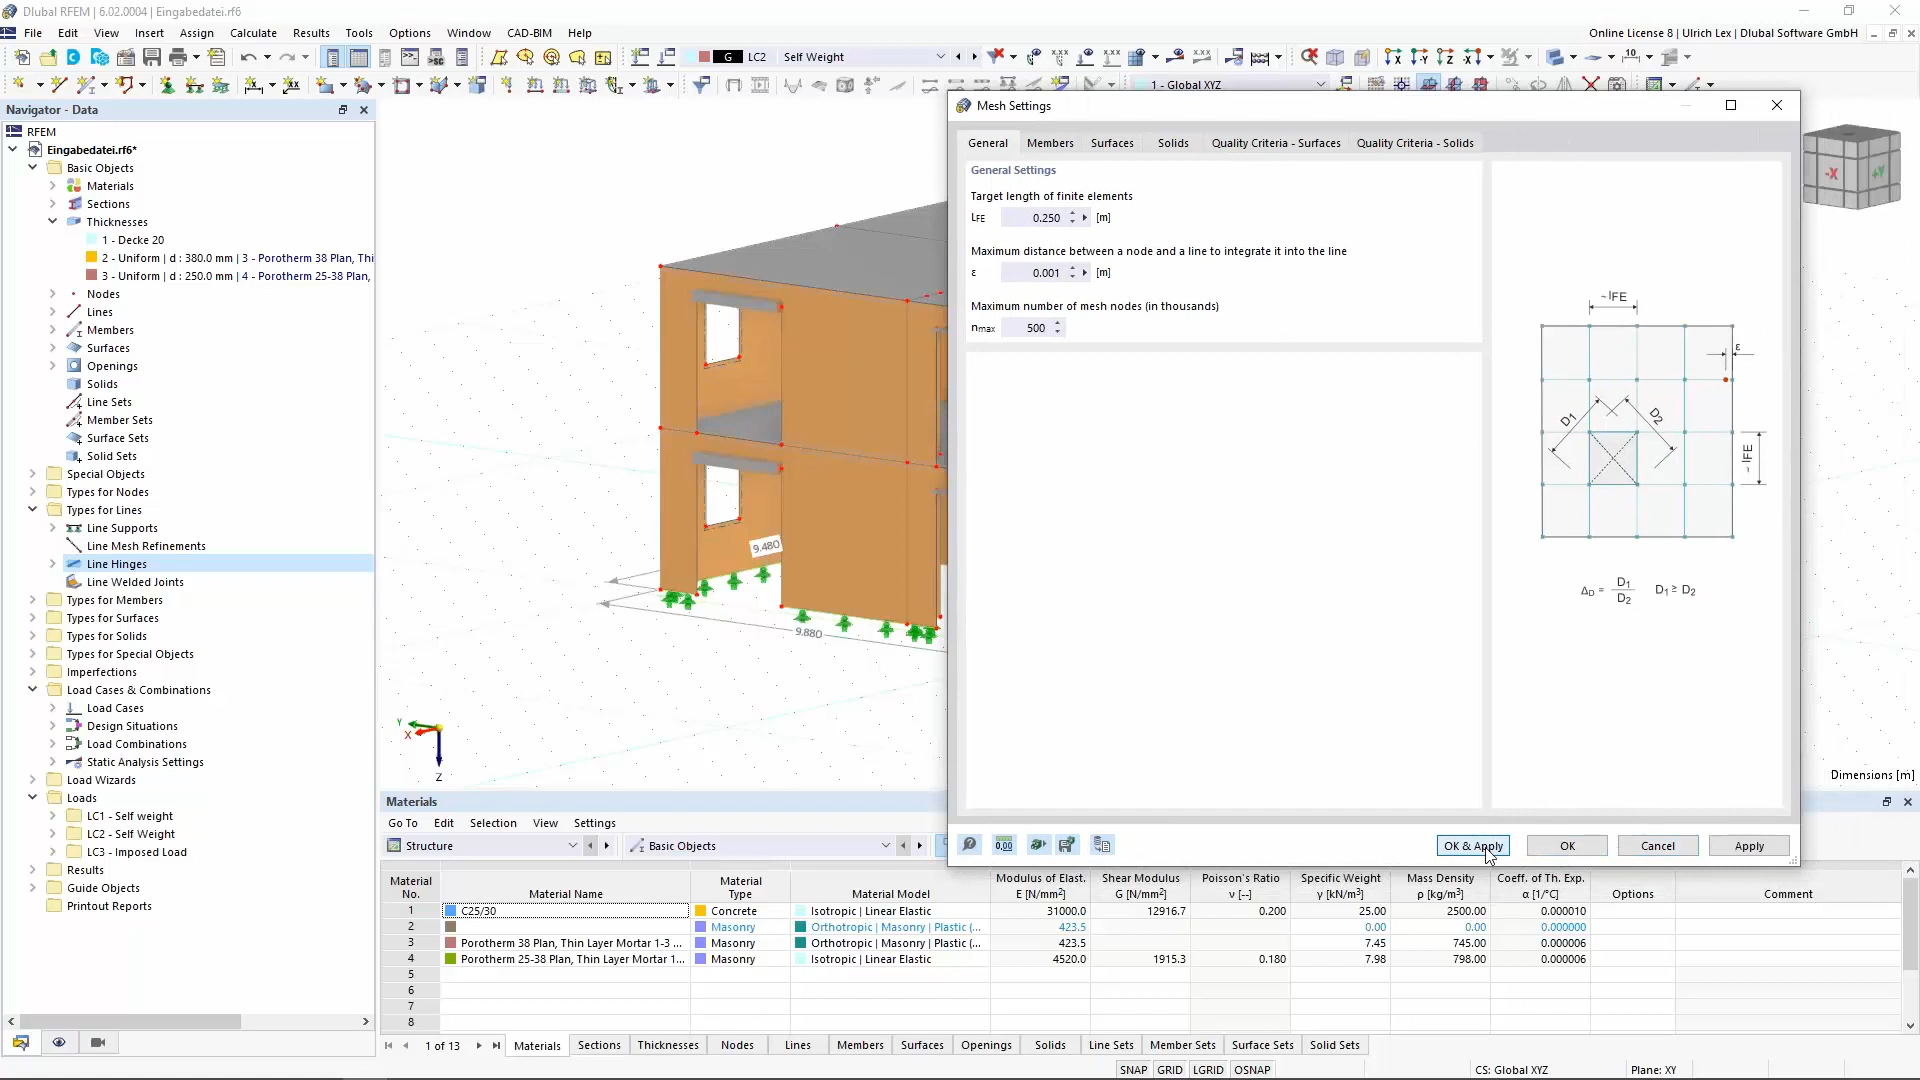 Dlubal RFEM | 6.02.0004 | Eingabedatei.rf6*
File Edit View Insert Assign Calculate Results Tools Options Window CAD-BIM Help
Online License 8 | Ulrich Lex | Dlubal Software GmbH
G LC2 Self Weight
1 - Global XYZ
Navigator - Data
RFEM
Eingabedatei.rf6*
Basic Objects
Materials
Sections
Thicknesses
1 - Decke 20
2 - Uniform | d : 380.0 mm | 3 - Porotherm 38 Plan, Thi
3 - Uniform | d : 250.0 mm | 4 - Porotherm 25-38 Plan,
Nodes
Lines
Members
Surfaces
Openings
Solids
Line Sets
Member Sets
Surface Sets
Solid Sets
Special Objects
Types for Nodes
Types for Lines
Line Supports
Line Mesh Refinements
Line Hinges
Line Welded Joints
Types for Members
Types for Surfaces
Types for Solids
Types for Special Objects
Imperfections
Load Cases & Combinations
Load Cases
Design Situations
Load Combinations
Static Analysis Settings
Load Wizards
Loads
LC1 - Self weight
LC2 - Self Weight
LC3 - Imposed Load
Results
Guide Objects
Printout Reports
9.480
9.880
Y
X
Z
-X +Y
Dimensions [m]
Mesh Settings
General Members Surfaces Solids Quality Criteria - Surfaces Quality Criteria - Solids
General Settings
Target length of finite elements
LFE 0.250 [m]
Maximum distance between a node and a line to integrate it into the line
ε 0.001 [m]
Maximum number of mesh nodes (in thousands)
nmax 500
~lFE
ε
D1 D2
~lFE
ΔD = D1 / D2 D1 ≥ D2
OK & Apply OK Cancel Apply
Materials
Go To Edit Selection View Settings
Structure Basic Objects
Material No. Material Name Material Type Material Model Modulus of Elast. E [N/mm²] Shear Modulus G [N/mm²] Poisson's Ratio ν [--] Specific Weight γ [kN/m³] Mass Density ρ [kg/m³] Coeff. of Th. Exp. α [1/°C] Options Comment
1 C25/30 Concrete Isotropic | Linear Elastic 31000.0 12916.7 0.200 25.00 2500.00 0.000010
2 Masonry Orthotropic | Masonry | Plastic (... 423.5 0.00 0.00 0.000000
3 Porotherm 38 Plan, Thin Layer Mortar 1-3 ... Masonry Orthotropic | Masonry | Plastic (... 423.5 7.45 745.00 0.000006
4 Porotherm 25-38 Plan, Thin Layer Mortar 1... Masonry Isotropic | Linear Elastic 4520.0 1915.3 0.180 7.98 798.00 0.000006
5
6
7
8
1 of 13 Materials Sections Thicknesses Nodes Lines Members Surfaces Openings Solids Line Sets Member Sets Surface Sets Solid Sets
SNAP GRID LGRID OSNAP CS: Global XYZ Plane: XY